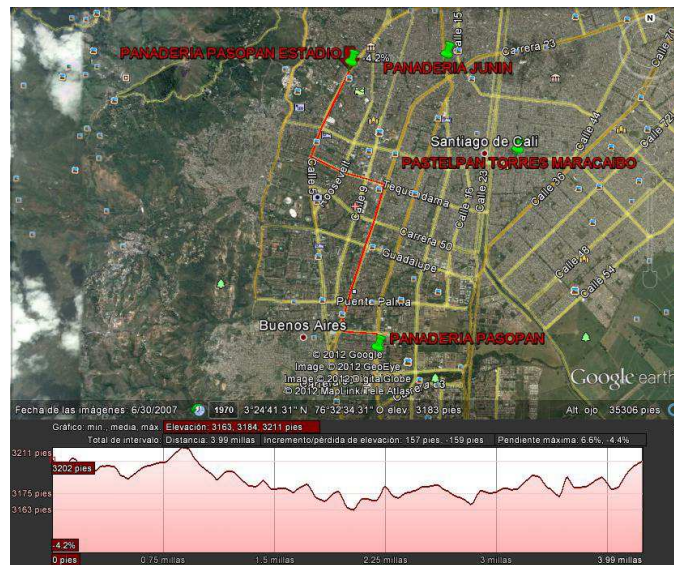 Calle 15
N
Carrera 23
PANADERIA PASOPAN ESTADIO
-4.2%
PANADERIA JUNIN
Calle 44
Santiago de Cali
PASTELPAN TORRES MARACAIBO
Calle 5
Roosevelt
Calle 9
Tequendama
Calle 16
Calle 23
Calle 36
Carrera 50
Guadalupe
Calle 18
Calle 54
Puente Palma
Buenos Aires
PANADERIA PASOPAN
© 2012 Google
Image © 2012 GeoEye
Image © 2012 DigitalGlobe
© 2012 MapLink/Tele Atlas
Google earth
Fecha de las imágenes: 6/30/2007
1970
3°24'41.31" N 76°32'34.31" O elev 3183 pies
Alt. ojo 35306 pies
Gráfico: mín., media, máx Elevación: 3163, 3184, 3211 pies
Total de intervalo: Distancia: 3.99 millas Incremento/pérdida de elevación: 157 pies, -159 pies Pendiente máxima: 6.6%, -4.4%
3211 pies
3202 pies
3175 pies
3163 pies
-4.2%
0 pies
0.75 millas
1.5 millas
2.25 millas
3 millas
3.99 millas